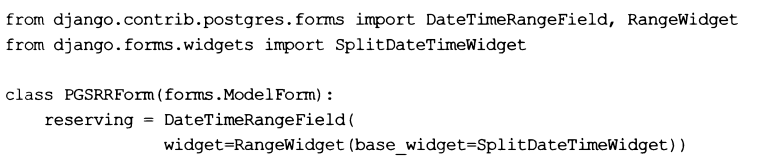 from django.contrib.postgres.forms import DateTimeRangeField, RangeWidget
from django.forms.widgets import SplitDateTimeWidget

class PGSRRForm(forms.ModelForm):
    reserving = DateTimeRangeField(
                widget=RangeWidget(base_widget=SplitDateTimeWidget))